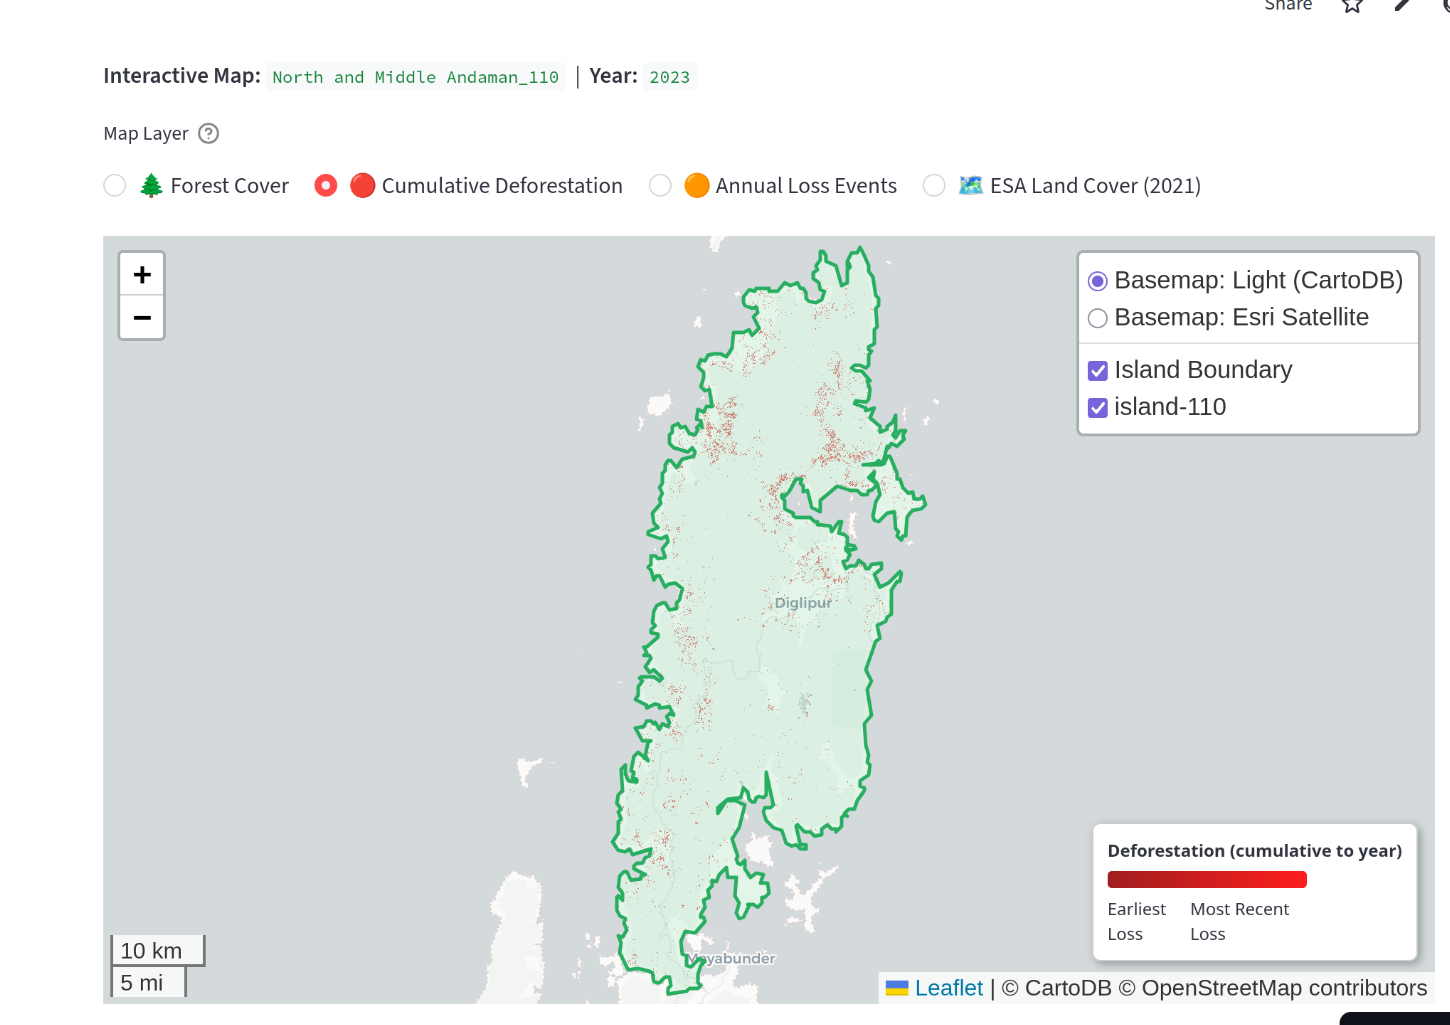 Share
Interactive Map: North and Middle Andaman_110 | Year: 2023
Map Layer ?
Forest Cover Cumulative Deforestation Annual Loss Events ESA Land Cover (2021)
+
−
Basemap: Light (CartoDB)
Basemap: Esri Satellite
Island Boundary
island-110
Diglipur
Deforestation (cumulative to year)
Earliest Loss
Most Recent Loss
Mayabunder
10 km
5 mi
Leaflet | © CartoDB © OpenStreetMap contributors